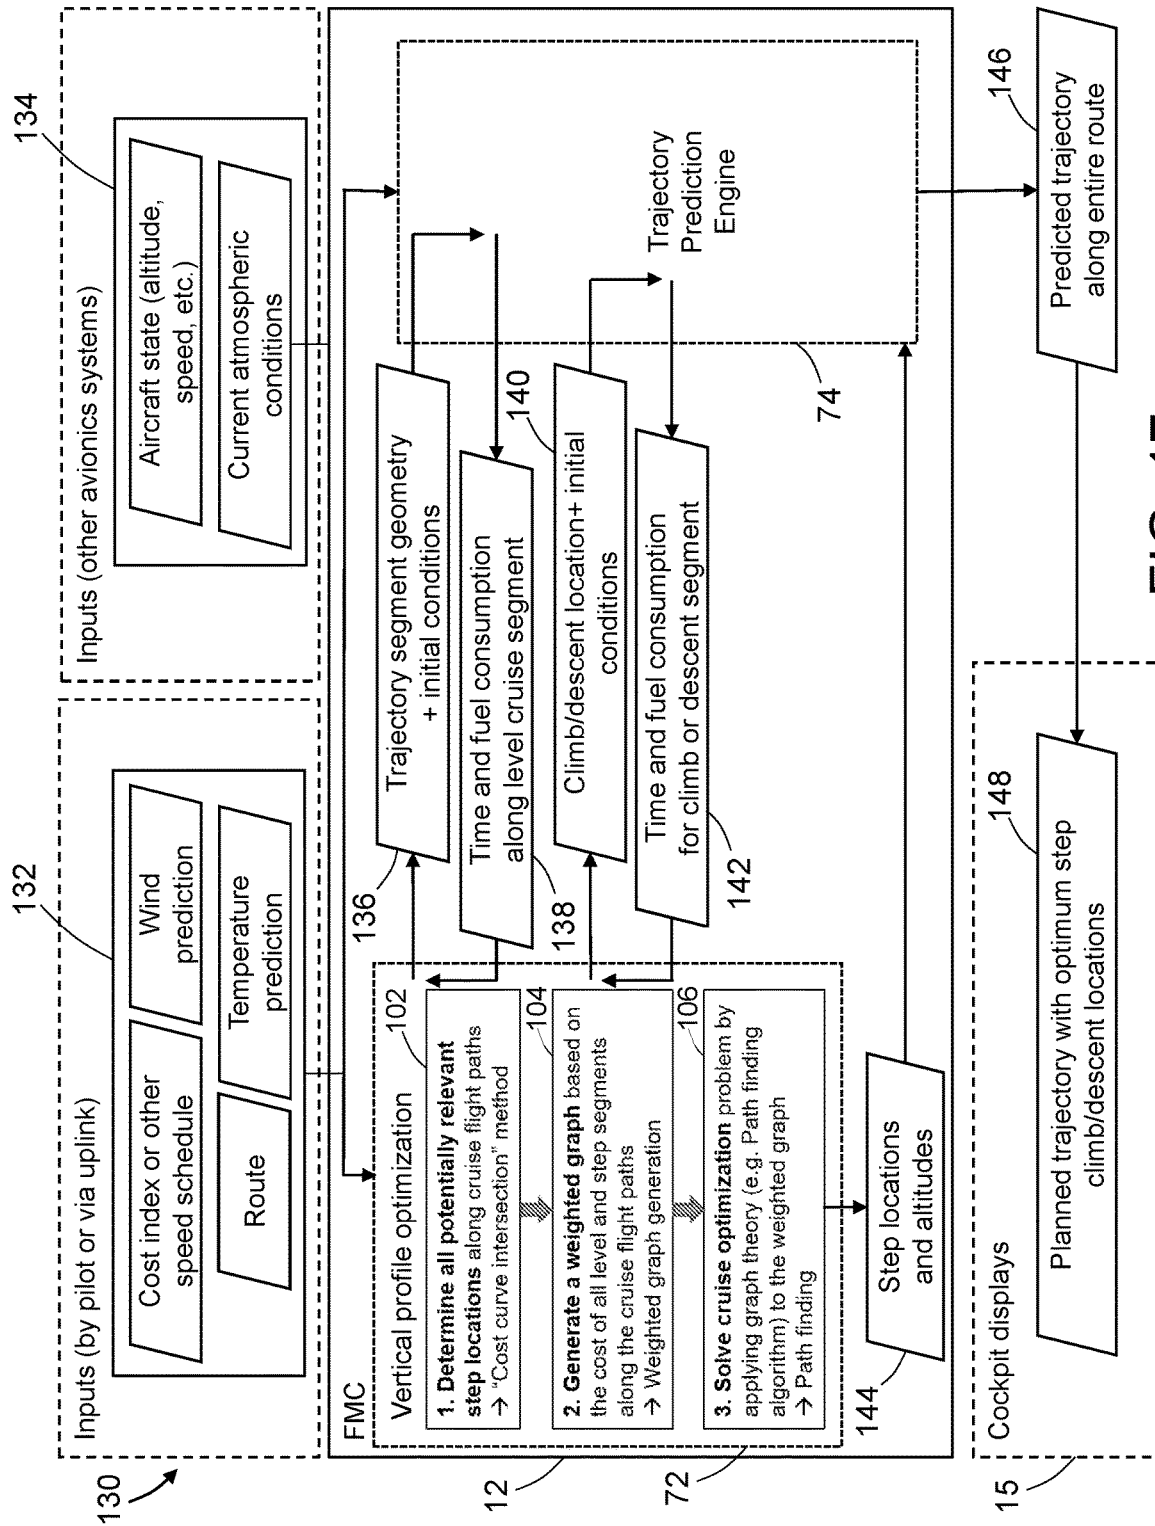 130
Inputs (by pilot or via uplink)
132
Cost index or other
speed schedule
Wind
prediction
Route
Temperature
prediction
Inputs (other avionics systems)
134
Aircraft state (altitude,
speed, etc.)
Current atmospheric
conditions
FMC
12
Vertical profile optimization
72
102
1. Determine all potentially relevant
step locations along cruise flight paths
→ “Cost curve intersection” method
104
2. Generate a weighted graph based on
the cost of all level and step segments
along the cruise flight paths
→ Weighted graph generation
106
3. Solve cruise optimization problem by
applying graph theory (e.g. Path finding
algorithm) to the weighted graph
→ Path finding
136
Trajectory segment geometry
+ initial conditions
138
Time and fuel consumption
along level cruise segment
140
Climb/descent location+ initial
conditions
142
Time and fuel consumption
for climb or descent segment
Trajectory
Prediction
Engine
74
144
Step locations
and altitudes
15
Cockpit displays
148
Planned trajectory with optimum step
climb/descent locations
146
Predicted trajectory
along entire route